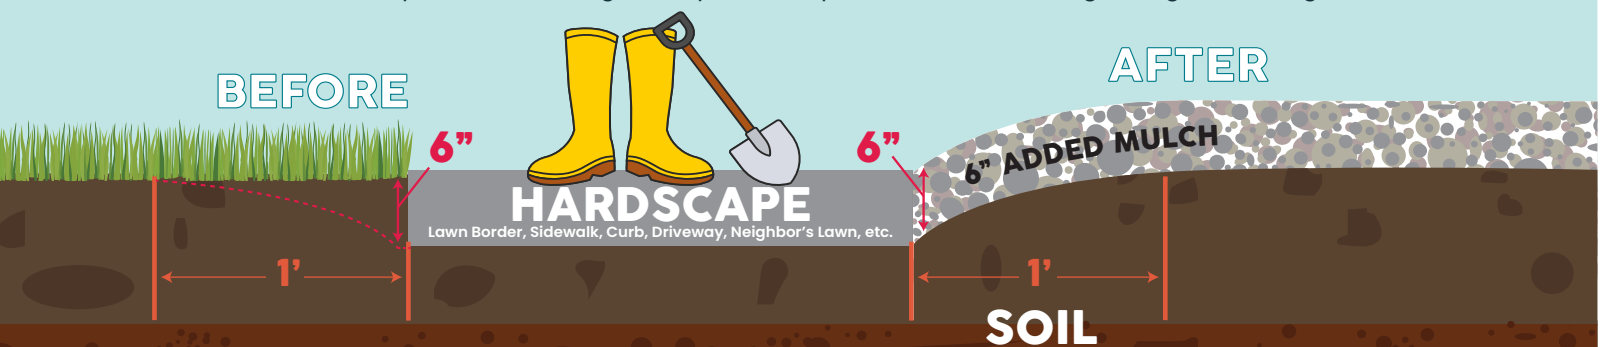 BEFORE
AFTER
6”
6”
6” ADDED MULCH
HARDSCAPE
Lawn Border, Sidewalk, Curb, Driveway, Neighbor’s Lawn, etc.
1’
1’
SOIL